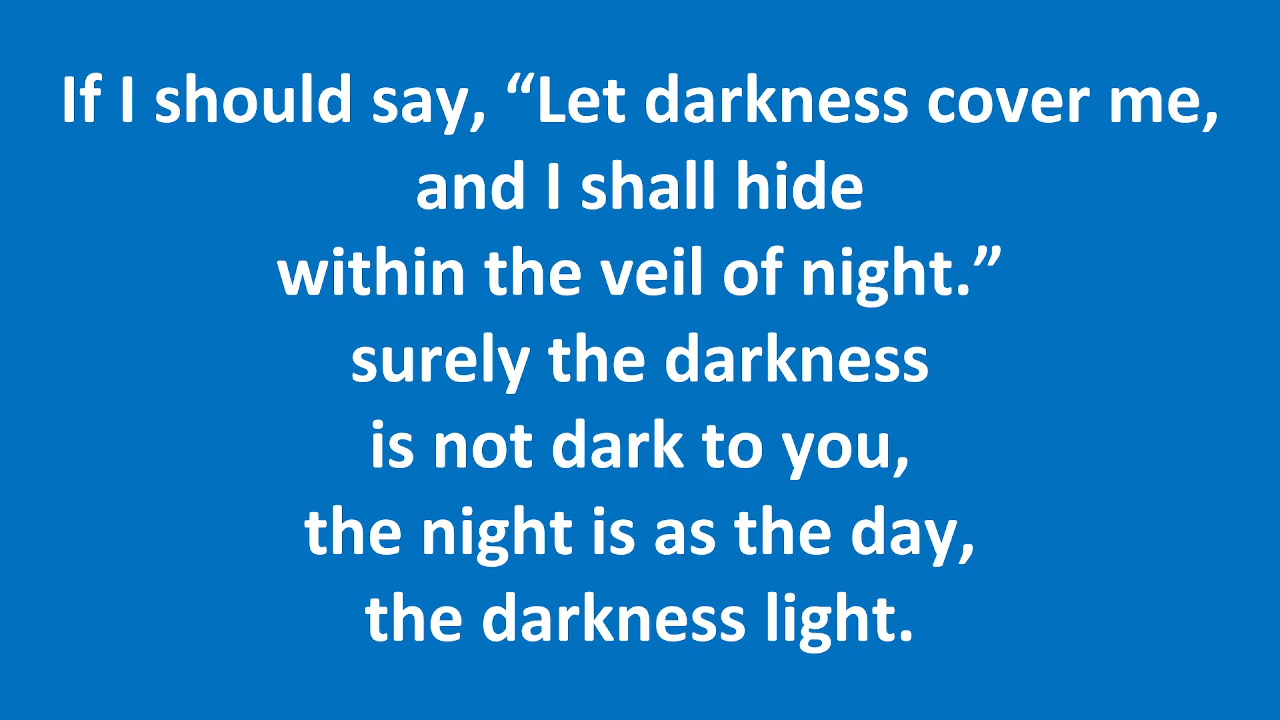 If I should say, “Let darkness cover me,
and I shall hide
within the veil of night.”
surely the darkness
is not dark to you,
the night is as the day,
the darkness light.